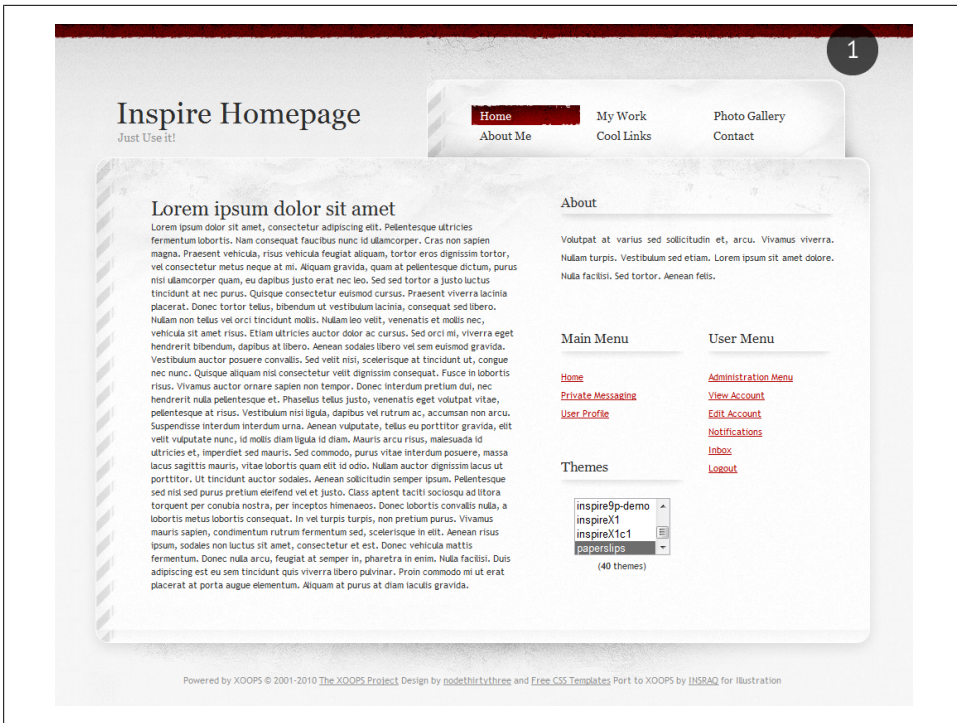 1
Inspire Homepage
Just Use it!
Home
My Work
Photo Gallery
About Me
Cool Links
Contact
Lorem ipsum dolor sit amet
Lorem ipsum dolor sit amet, consectetur adipiscing elit. Pellentesque ultricies
fermentum lobortis. Nam consequat faucibus nunc id ullamcorper. Cras non sapien
magna. Praesent vehicula, risus vehicula feugiat aliquam, tortor eros dignissim tortor,
vel consectetur metus neque at mi. Aliquam gravida, quam at pellentesque dictum, purus
nisi ullamcorper quam, eu dapibus justo erat nec leo. Sed sed tortor a justo luctus
tincidunt at nec purus. Quisque consectetur euismod cursus. Praesent viverra lacinia
placerat. Donec tortor tellus, bibendum ut vestibulum lacinia, consequat sed libero.
Nullam non tellus vel orci tincidunt mollis. Nullam leo velit, venenatis et mollis nec,
vehicula sit amet risus. Etiam ultricies auctor dolor ac cursus. Sed orci mi, viverra eget
hendrerit bibendum, dapibus at libero. Aenean sodales libero vel sem euismod gravida.
Vestibulum auctor posuere convallis. Sed velit nisi, scelerisque at tincidunt ut, congue
nec nunc. Quisque aliquam nisl consectetur velit dignissim consequat. Fusce in lobortis
risus. Vivamus auctor ornare sapien non tempor. Donec interdum pretium dui, nec
hendrerit nulla pellentesque et. Phasellus tellus justo, venenatis eget volutpat vitae,
pellentesque at risus. Vestibulum nisi ligula, dapibus vel rutrum ac, accumsan non arcu.
Suspendisse interdum interdum urna. Aenean vulputate, tellus eu porttitor gravida, elit
velit vulputate nunc, id mollis diam ligula id diam. Mauris arcu risus, malesuada id
ultricies et, imperdiet sed mauris. Sed commodo, purus vitae interdum posuere, massa
lacus sagittis mauris, vitae lobortis quam elit id odio. Nullam auctor dignissim lacus ut
porttitor. Ut tincidunt auctor sodales. Aenean sollicitudin semper ipsum. Pellentesque
sed nisl sed purus pretium eleifend vel et justo. Class aptent taciti sociosqu ad litora
torquent per conubia nostra, per inceptos himenaeos. Donec lobortis convallis nulla, a
lobortis metus lobortis consequat. In vel turpis turpis, non pretium purus. Vivamus
mauris sapien, condimentum rutrum fermentum sed, scelerisque in elit. Aenean risus
ipsum, sodales non luctus sit amet, consectetur et est. Donec vehicula mattis
fermentum. Donec nulla arcu, feugiat at semper in, pharetra in enim. Nulla facilisi. Duis
adipiscing est eu sem tincidunt quis viverra libero pulvinar. Proin commodo mi ut erat
placerat at porta augue elementum. Aliquam at purus at diam iaculis gravida.
About
Volutpat at varius sed sollicitudin et, arcu. Vivamus viverra.
Nullam turpis. Vestibulum sed etiam. Lorem ipsum sit amet dolore.
Nulla facilisi. Sed tortor. Aenean felis.
Main Menu
Home
Private Messaging
User Profile
User Menu
Administration Menu
View Account
Edit Account
Notifications
Inbox
Logout
Themes
inspire9p-demo
inspireX1
inspireX1c1
paperslips
(40 themes)
Powered by XOOPS © 2001-2010 The XOOPS Project Design by nodethirtythree and Free CSS Templates Port to XOOPS by INSRAQ for Illustration